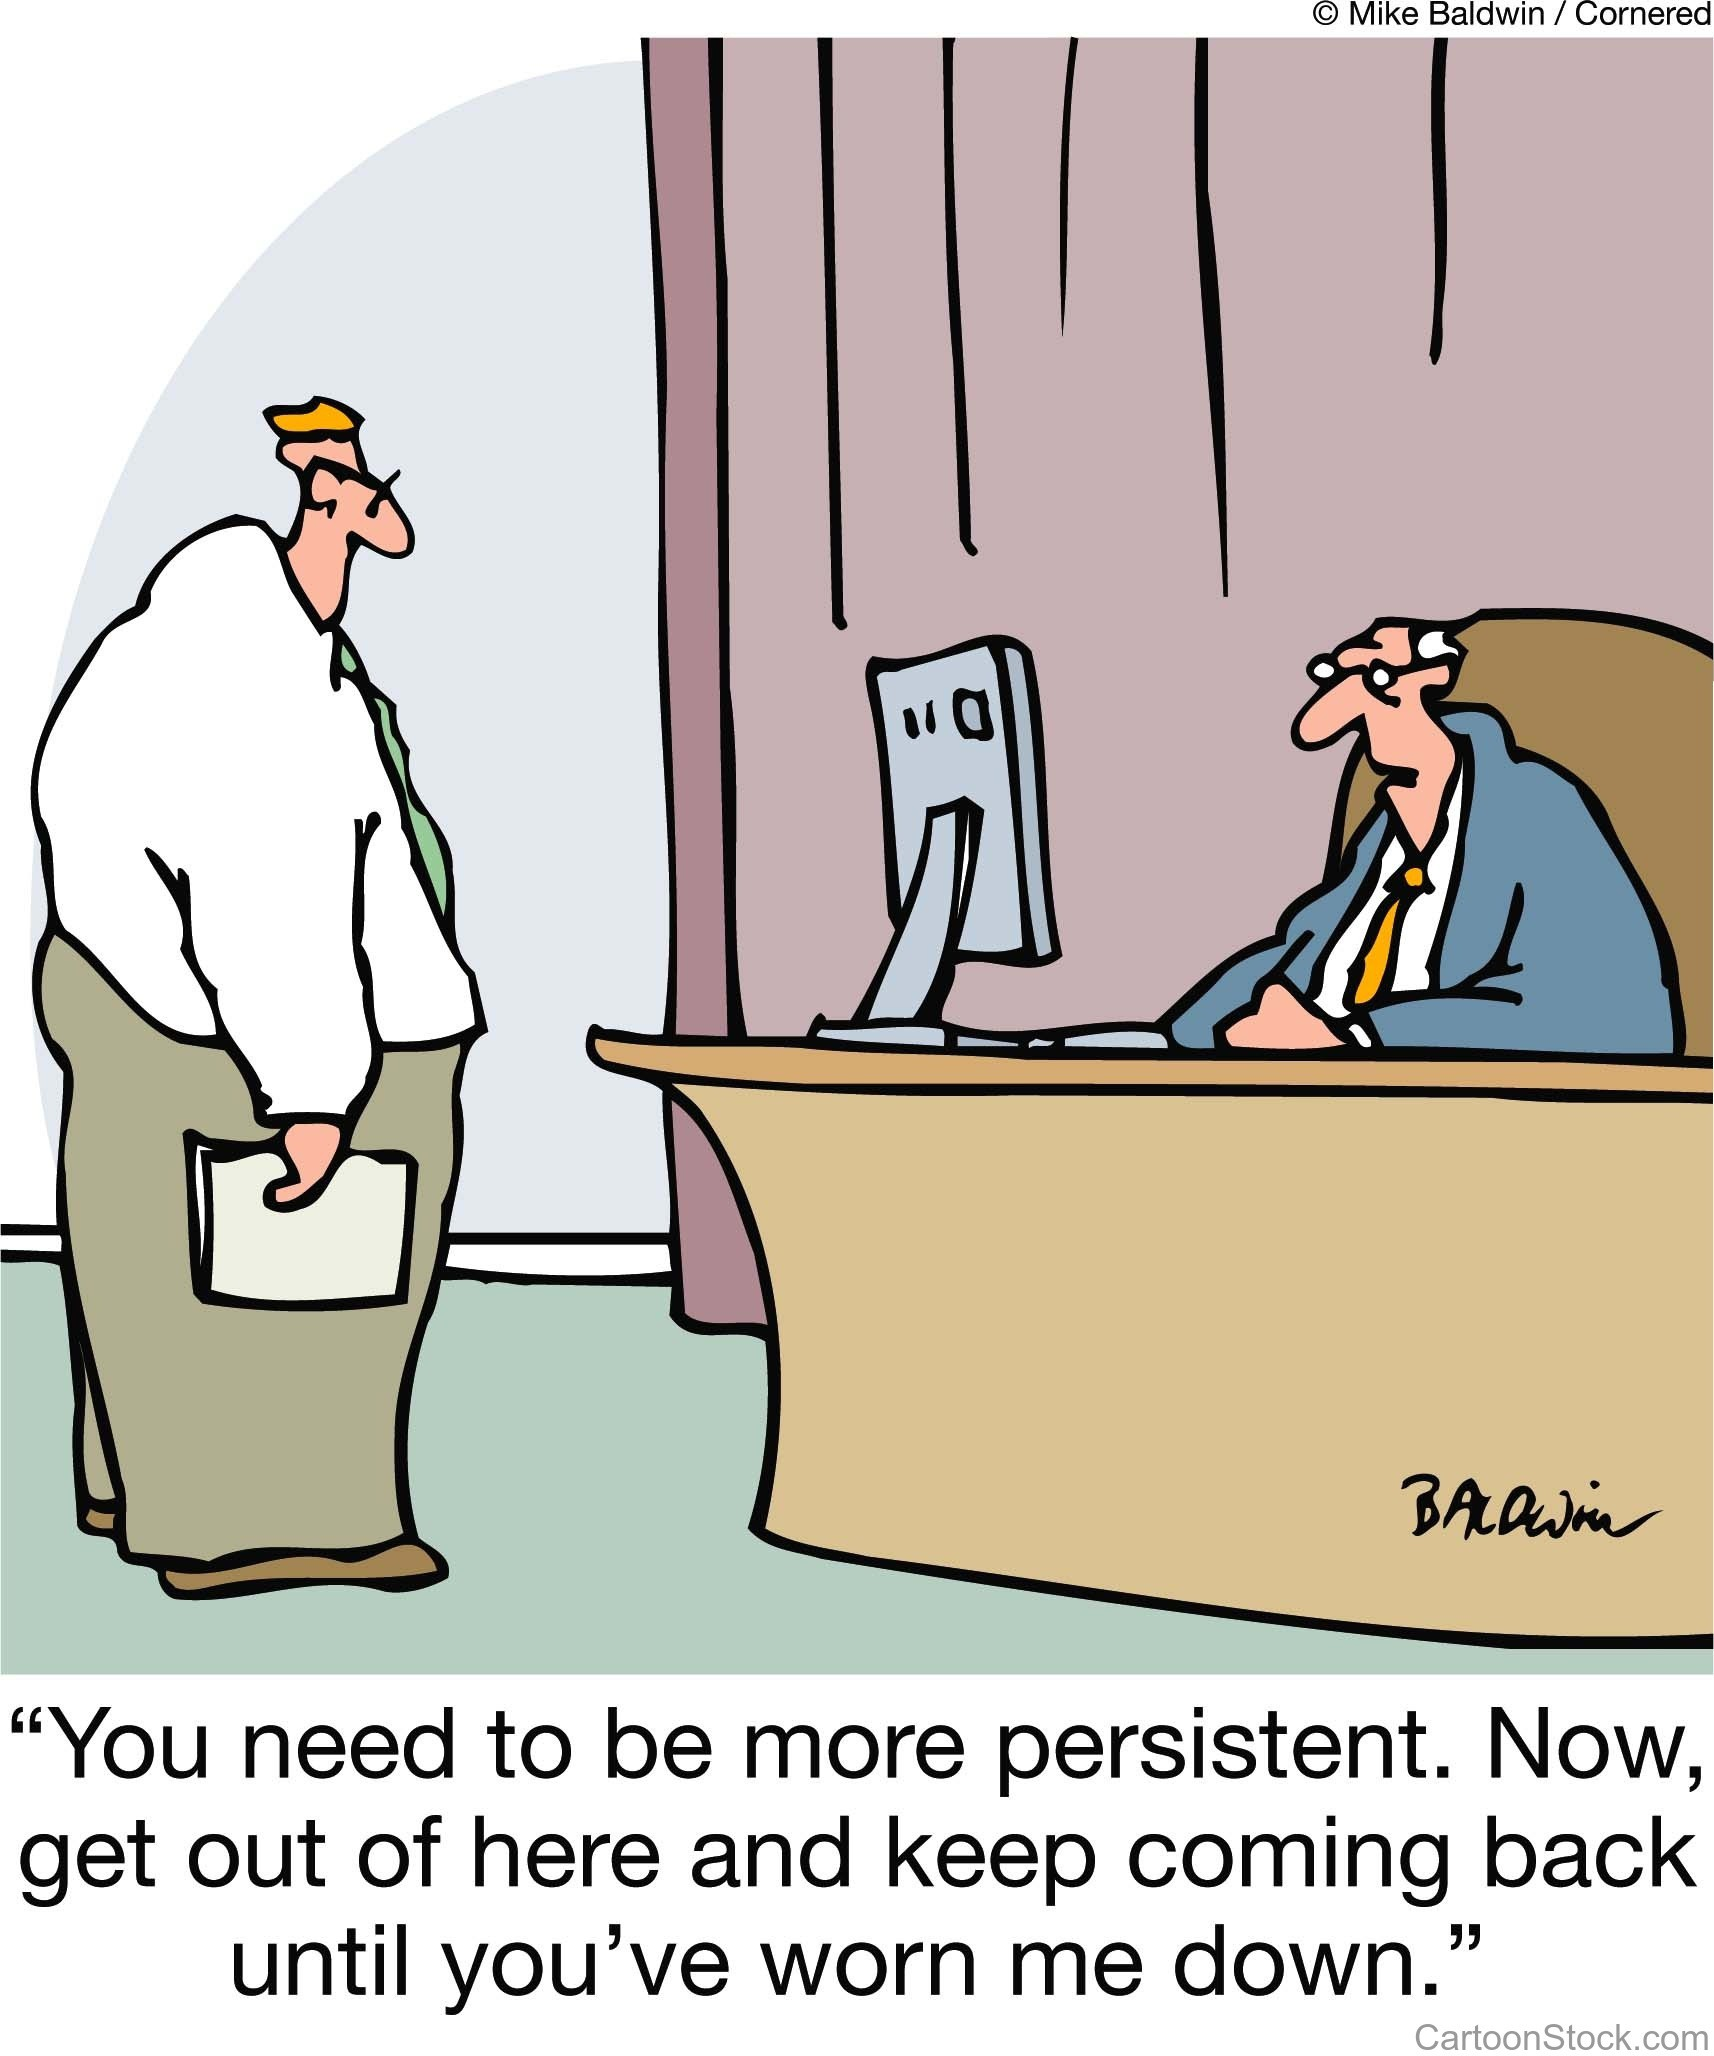 © Mike Baldwin / Cornered
BALDWIN
“You need to be more persistent. Now,
get out of here and keep coming back
until you’ve worn me down.”
CartoonStock.com